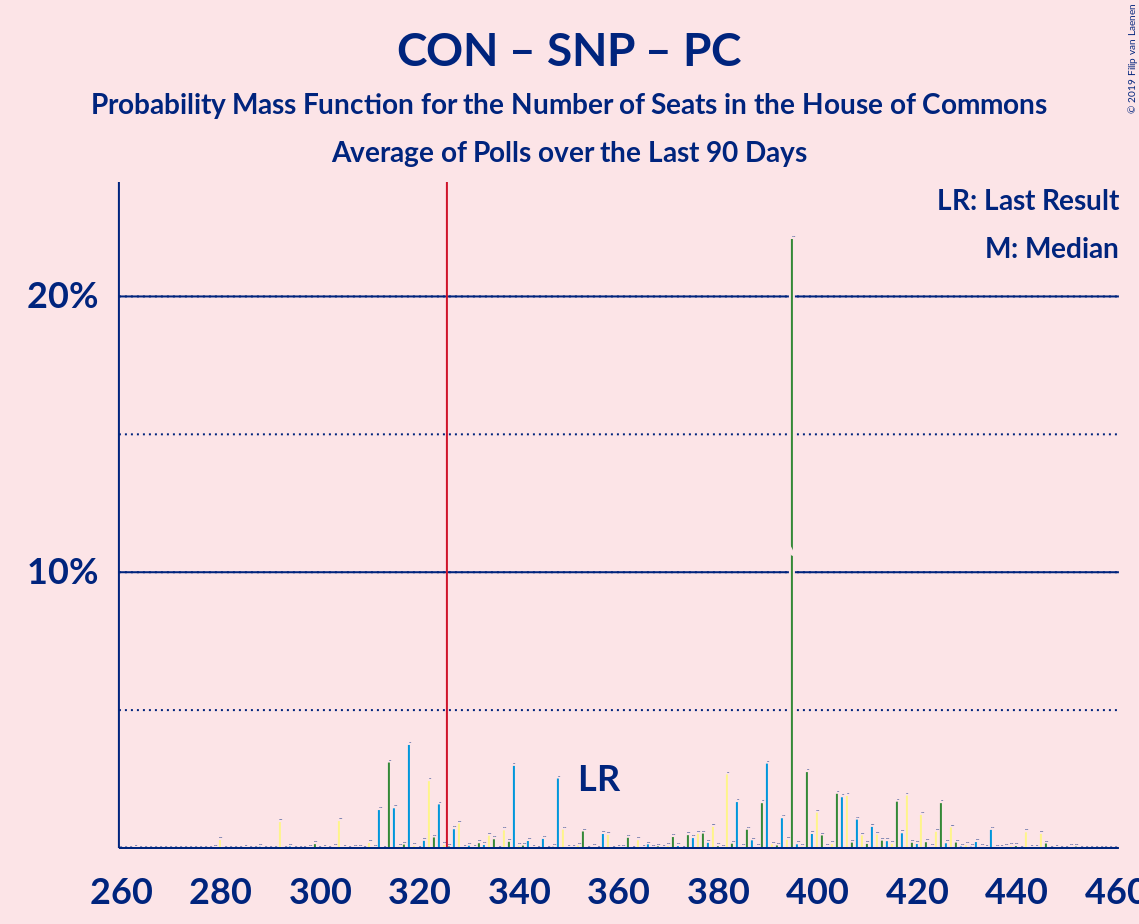 CON – SNP – PC
Probability Mass Function for the Number of Seats in the House of Commons
Average of Polls over the Last 90 Days
© 2019 Filip van Laenen
LR: Last Result
M: Median
20%
10%
LR
260 280 300 320 340 360 380 400 420 440 460